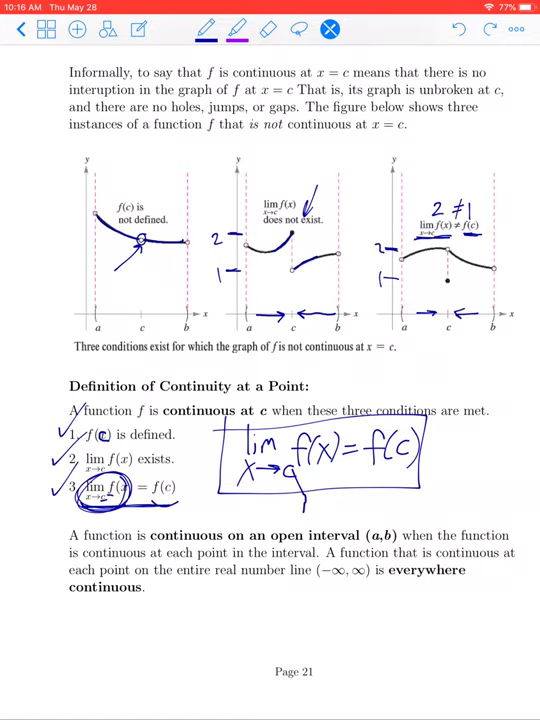 10:16 AM Thu May 28
77%
Informally, to say that f is continuous at x = c means that there is no
interuption in the graph of f at x = c That is, its graph is unbroken at c,
and there are no holes, jumps, or gaps. The figure below shows three
instances of a function f that is not continuous at x = c.
y
f(c) is
not defined.
a
c
b
x
y
lim f(x)
x→c
does not exist.
2
1
a
c
b
x
y
2 ≠ 1
lim f(x) ≠ f(c)
x→c
2
1
a
c
b
x
Three conditions exist for which the graph of f is not continuous at x = c.
Definition of Continuity at a Point:
A function f is continuous at c when these three conditions are met.
1. f(c) is defined.
2. lim f(x) exists.
x→c
3. lim f(x) = f(c)
x→c
lim f(x) = f(c)
x→c
A function is continuous on an open interval (a,b) when the function
is continuous at each point in the interval. A function that is continuous at
each point on the entire real number line (−∞, ∞) is everywhere
continuous.
Page 21